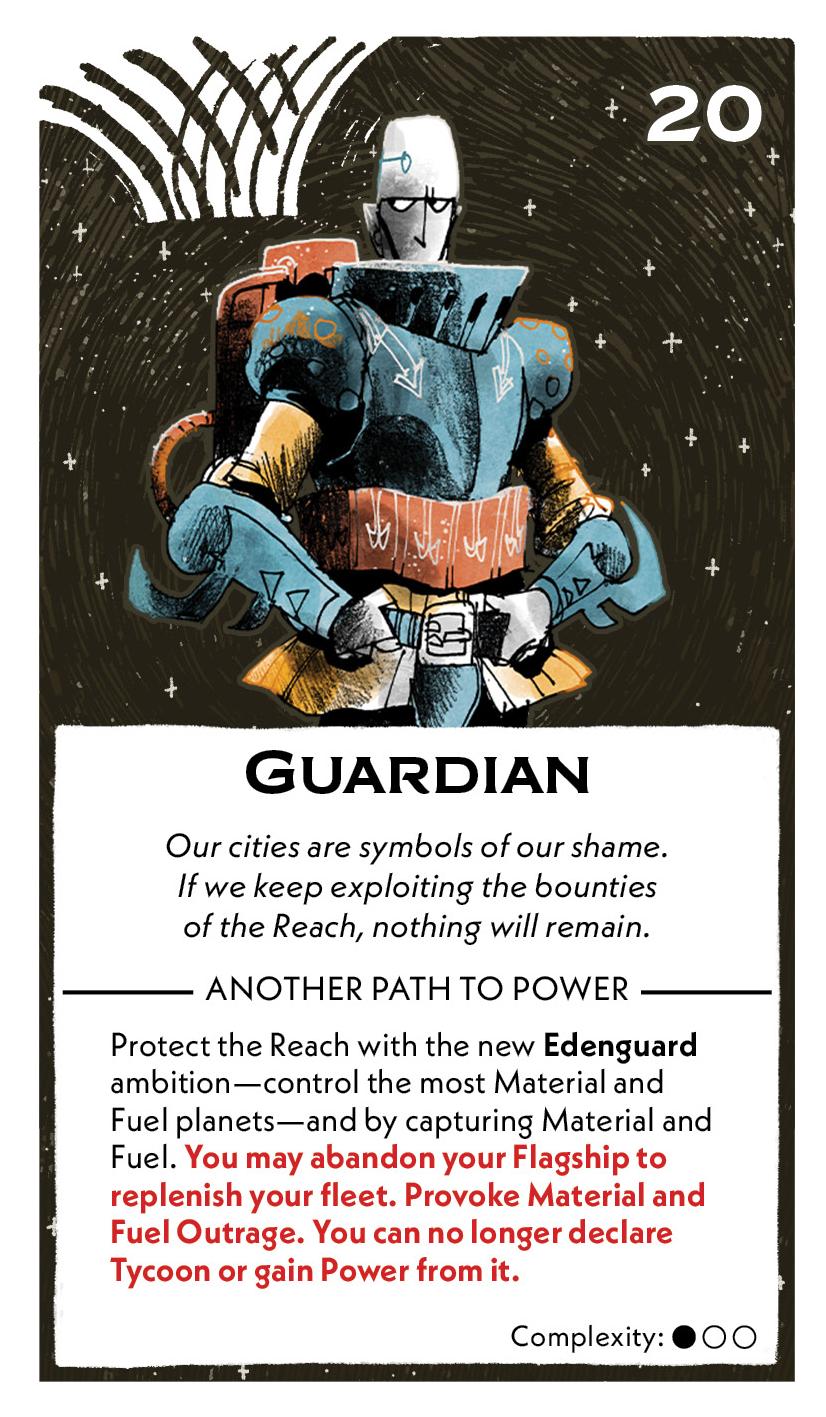 20
GUARDIAN
Our cities are symbols of our shame.
If we keep exploiting the bounties
of the Reach, nothing will remain.
ANOTHER PATH TO POWER
Protect the Reach with the new Edenguard
ambition—control the most Material and
Fuel planets—and by capturing Material and
Fuel. You may abandon your Flagship to
replenish your fleet. Provoke Material and
Fuel Outrage. You can no longer declare
Tycoon or gain Power from it.
Complexity: ●○○